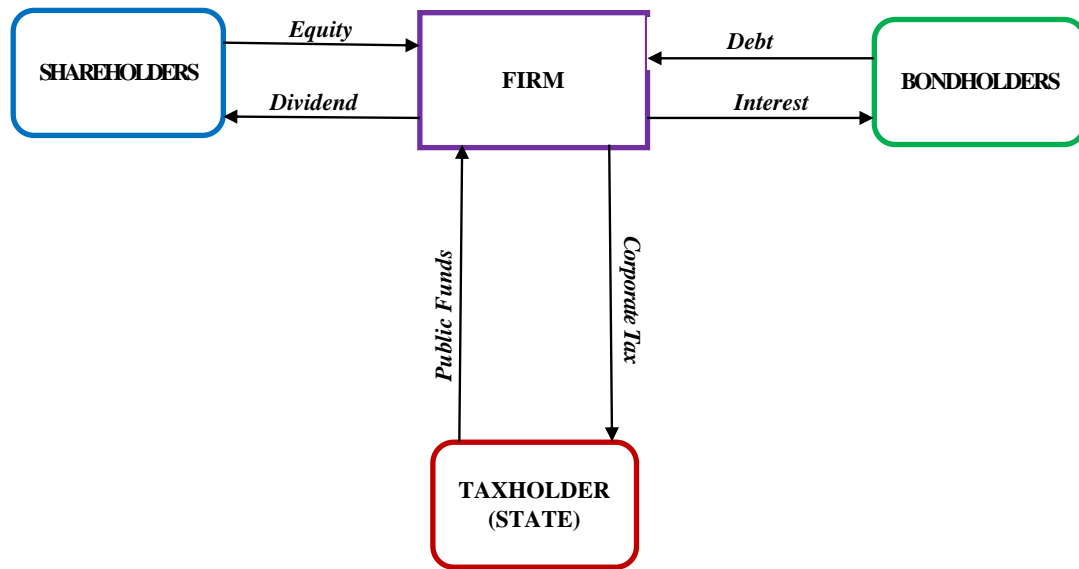 Equity
Debt
SHAREHOLDERS
FIRM
BONDHOLDERS
Dividend
Interest
Public Funds
Corporate Tax
TAXHOLDER
(STATE)